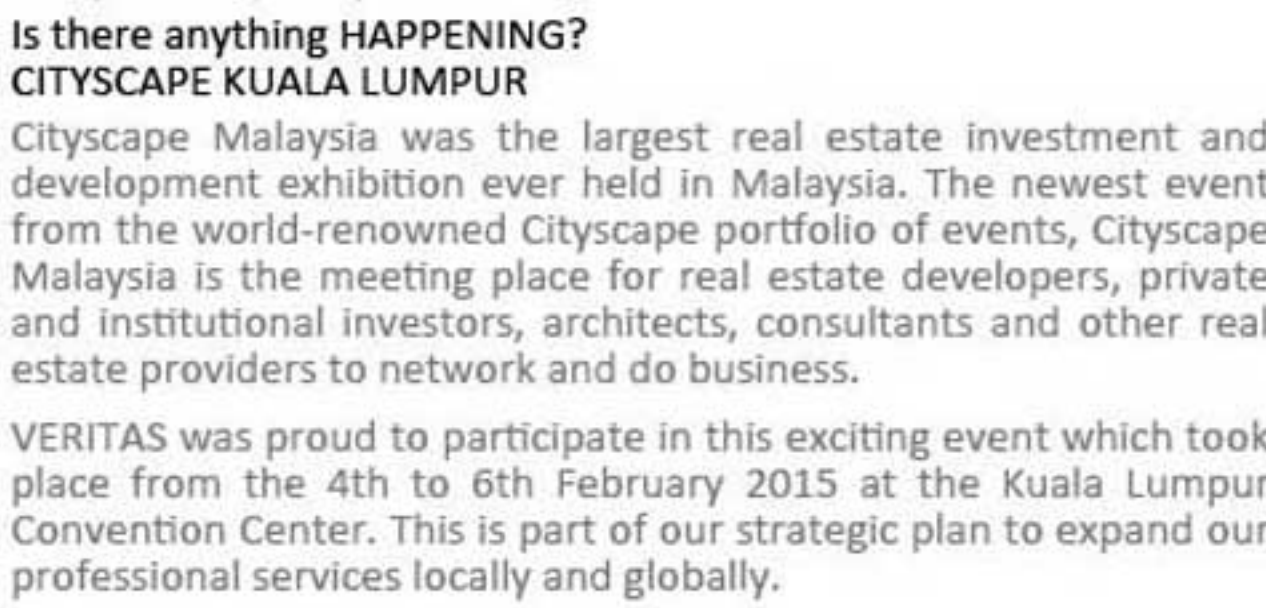 Is there anything HAPPENING?
CITYSCAPE KUALA LUMPUR
Cityscape Malaysia was the largest real estate investment and
development exhibition ever held in Malaysia. The newest event
from the world-renowned Cityscape portfolio of events, Cityscape
Malaysia is the meeting place for real estate developers, private
and institutional investors, architects, consultants and other real
estate providers to network and do business.
VERITAS was proud to participate in this exciting event which took
place from the 4th to 6th February 2015 at the Kuala Lumpur
Convention Center. This is part of our strategic plan to expand our
professional services locally and globally.